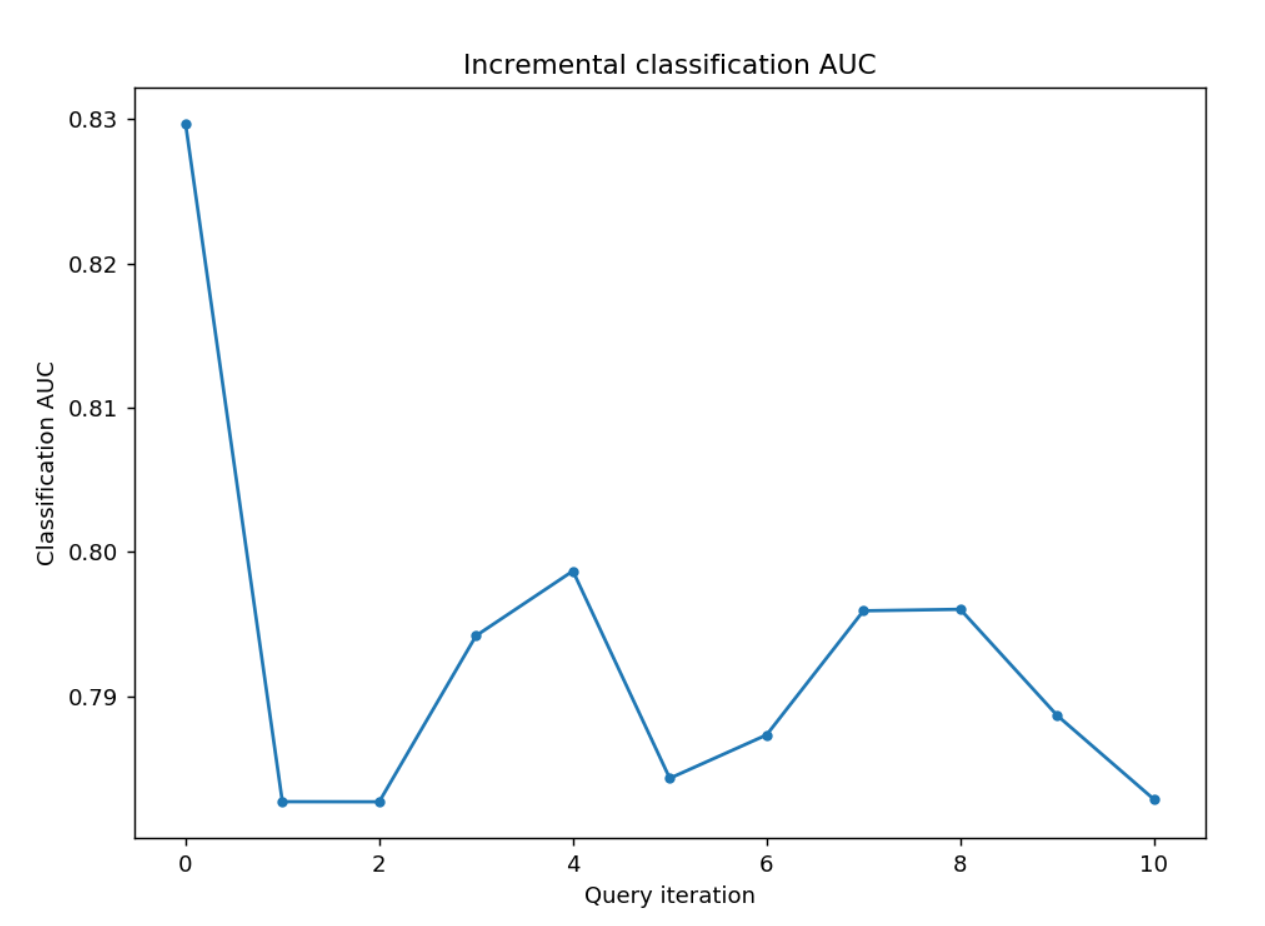 Incremental classification AUC
0.83
0.82
0.81
0.80
0.79
Classification AUC
0 2 4 6 8 10
Query iteration